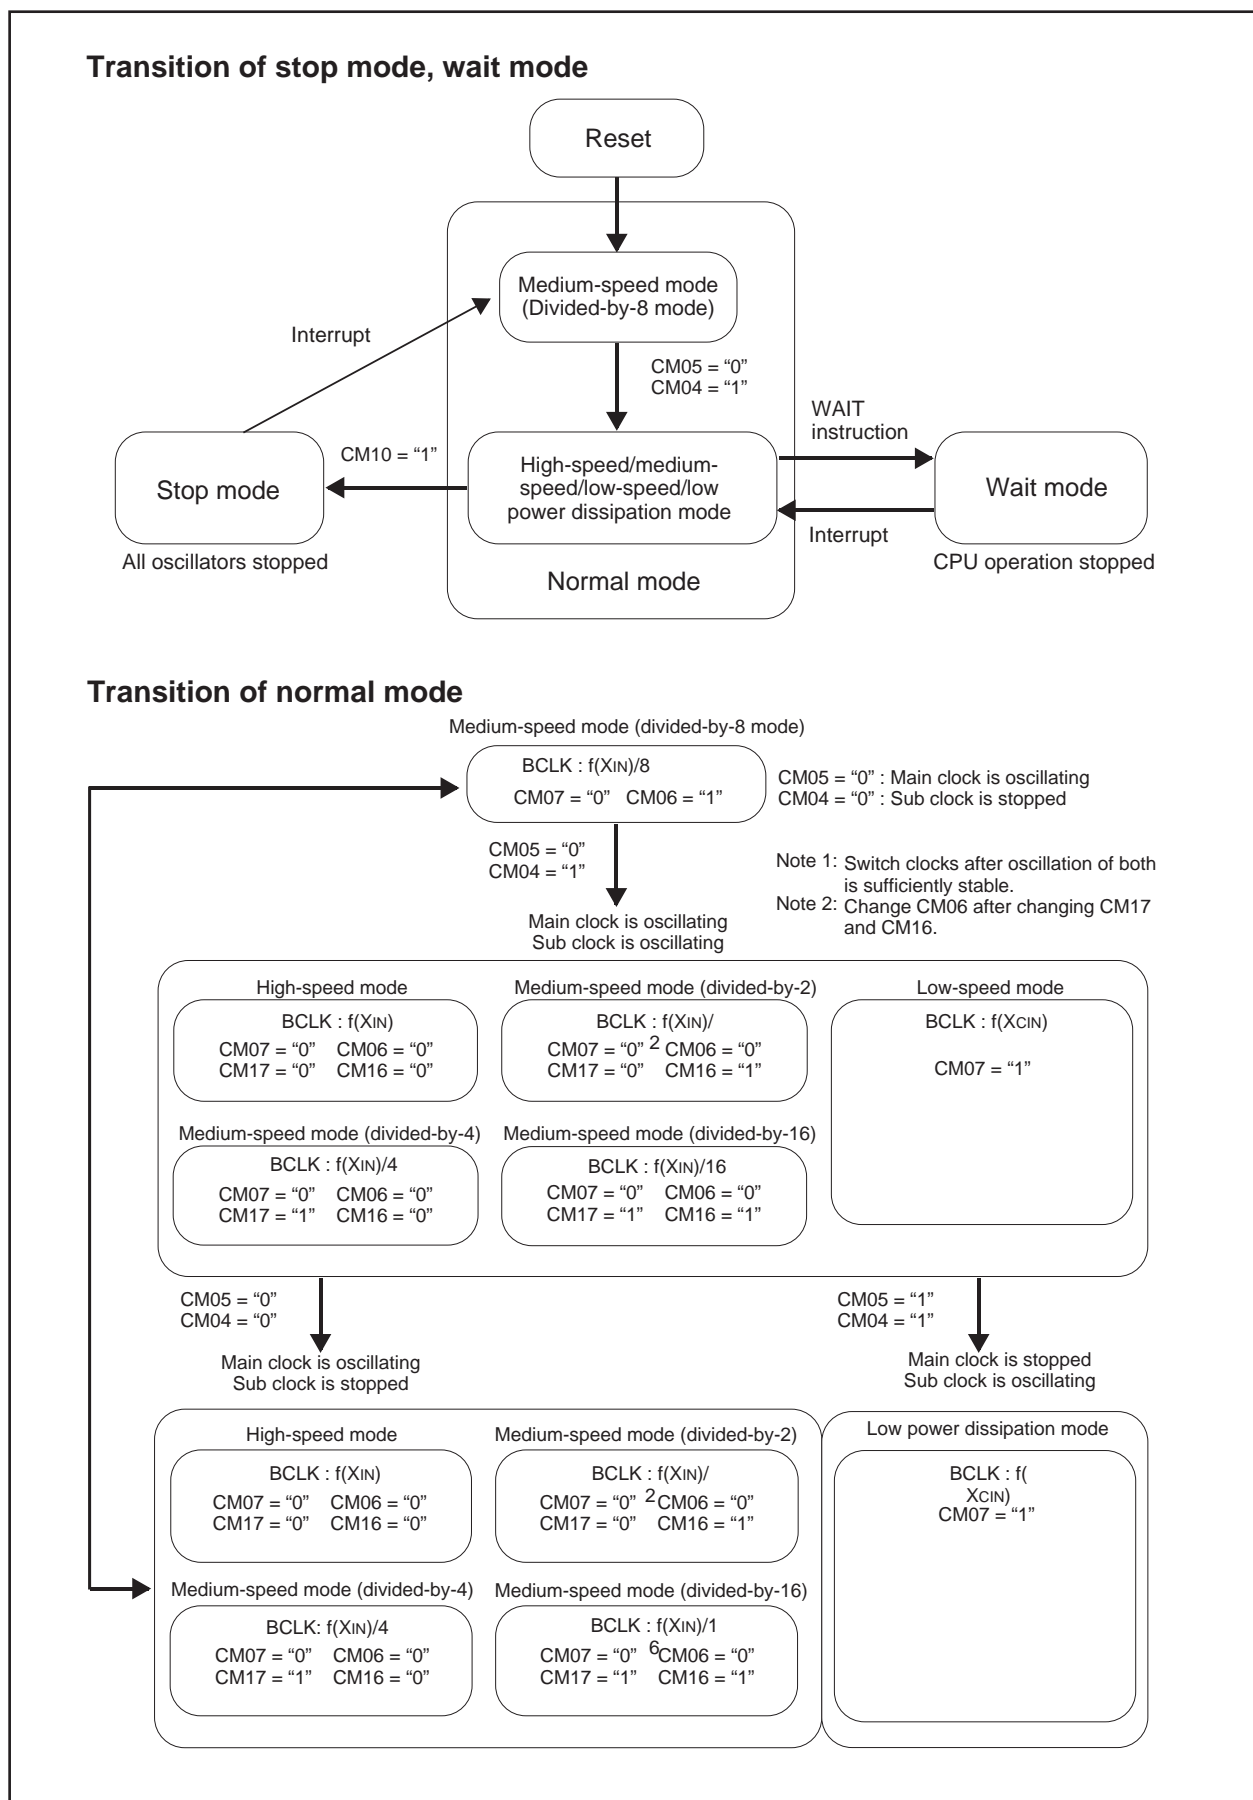 Transition of stop mode, wait mode
Reset
Medium-speed mode
(Divided-by-8 mode)
Interrupt
CM05 = “0”
CM04 = “1”
WAIT
instruction
CM10 = “1”
Stop mode
High-speed/medium-
speed/low-speed/low
power dissipation mode
Wait mode
Interrupt
All oscillators stopped
CPU operation stopped
Normal mode
Transition of normal mode
Medium-speed mode (divided-by-8 mode)
BCLK : f(XIN)/8
CM07 = “0” CM06 = “1”
CM05 = “0” : Main clock is oscillating
CM04 = “0” : Sub clock is stopped
CM05 = “0”
CM04 = “1”
Note 1: Switch clocks after oscillation of both
is sufficiently stable.
Note 2: Change CM06 after changing CM17
and CM16.
Main clock is oscillating
Sub clock is oscillating
High-speed mode
BCLK : f(XIN)
CM07 = “0” CM06 = “0”
CM17 = “0” CM16 = “0”
Medium-speed mode (divided-by-2)
BCLK : f(XIN)/
2
CM07 = “0” CM06 = “0”
CM17 = “0” CM16 = “1”
Low-speed mode
BCLK : f(XCIN)
CM07 = “1”
Medium-speed mode (divided-by-4)
BCLK : f(XIN)/4
CM07 = “0” CM06 = “0”
CM17 = “1” CM16 = “0”
Medium-speed mode (divided-by-16)
BCLK : f(XIN)/16
CM07 = “0” CM06 = “0”
CM17 = “1” CM16 = “1”
CM05 = “0”
CM04 = “0”
CM05 = “1”
CM04 = “1”
Main clock is oscillating
Sub clock is stopped
Main clock is stopped
Sub clock is oscillating
High-speed mode
BCLK : f(XIN)
CM07 = “0” CM06 = “0”
CM17 = “0” CM16 = “0”
Medium-speed mode (divided-by-2)
BCLK : f(XIN)/
2
CM07 = “0” CM06 = “0”
CM17 = “0” CM16 = “1”
Low power dissipation mode
BCLK : f(
XCIN)
CM07 = “1”
Medium-speed mode (divided-by-4)
BCLK: f(XIN)/4
CM07 = “0” CM06 = “0”
CM17 = “1” CM16 = “0”
Medium-speed mode (divided-by-16)
BCLK : f(XIN)/1
6
CM07 = “0” CM06 = “0”
CM17 = “1” CM16 = “1”